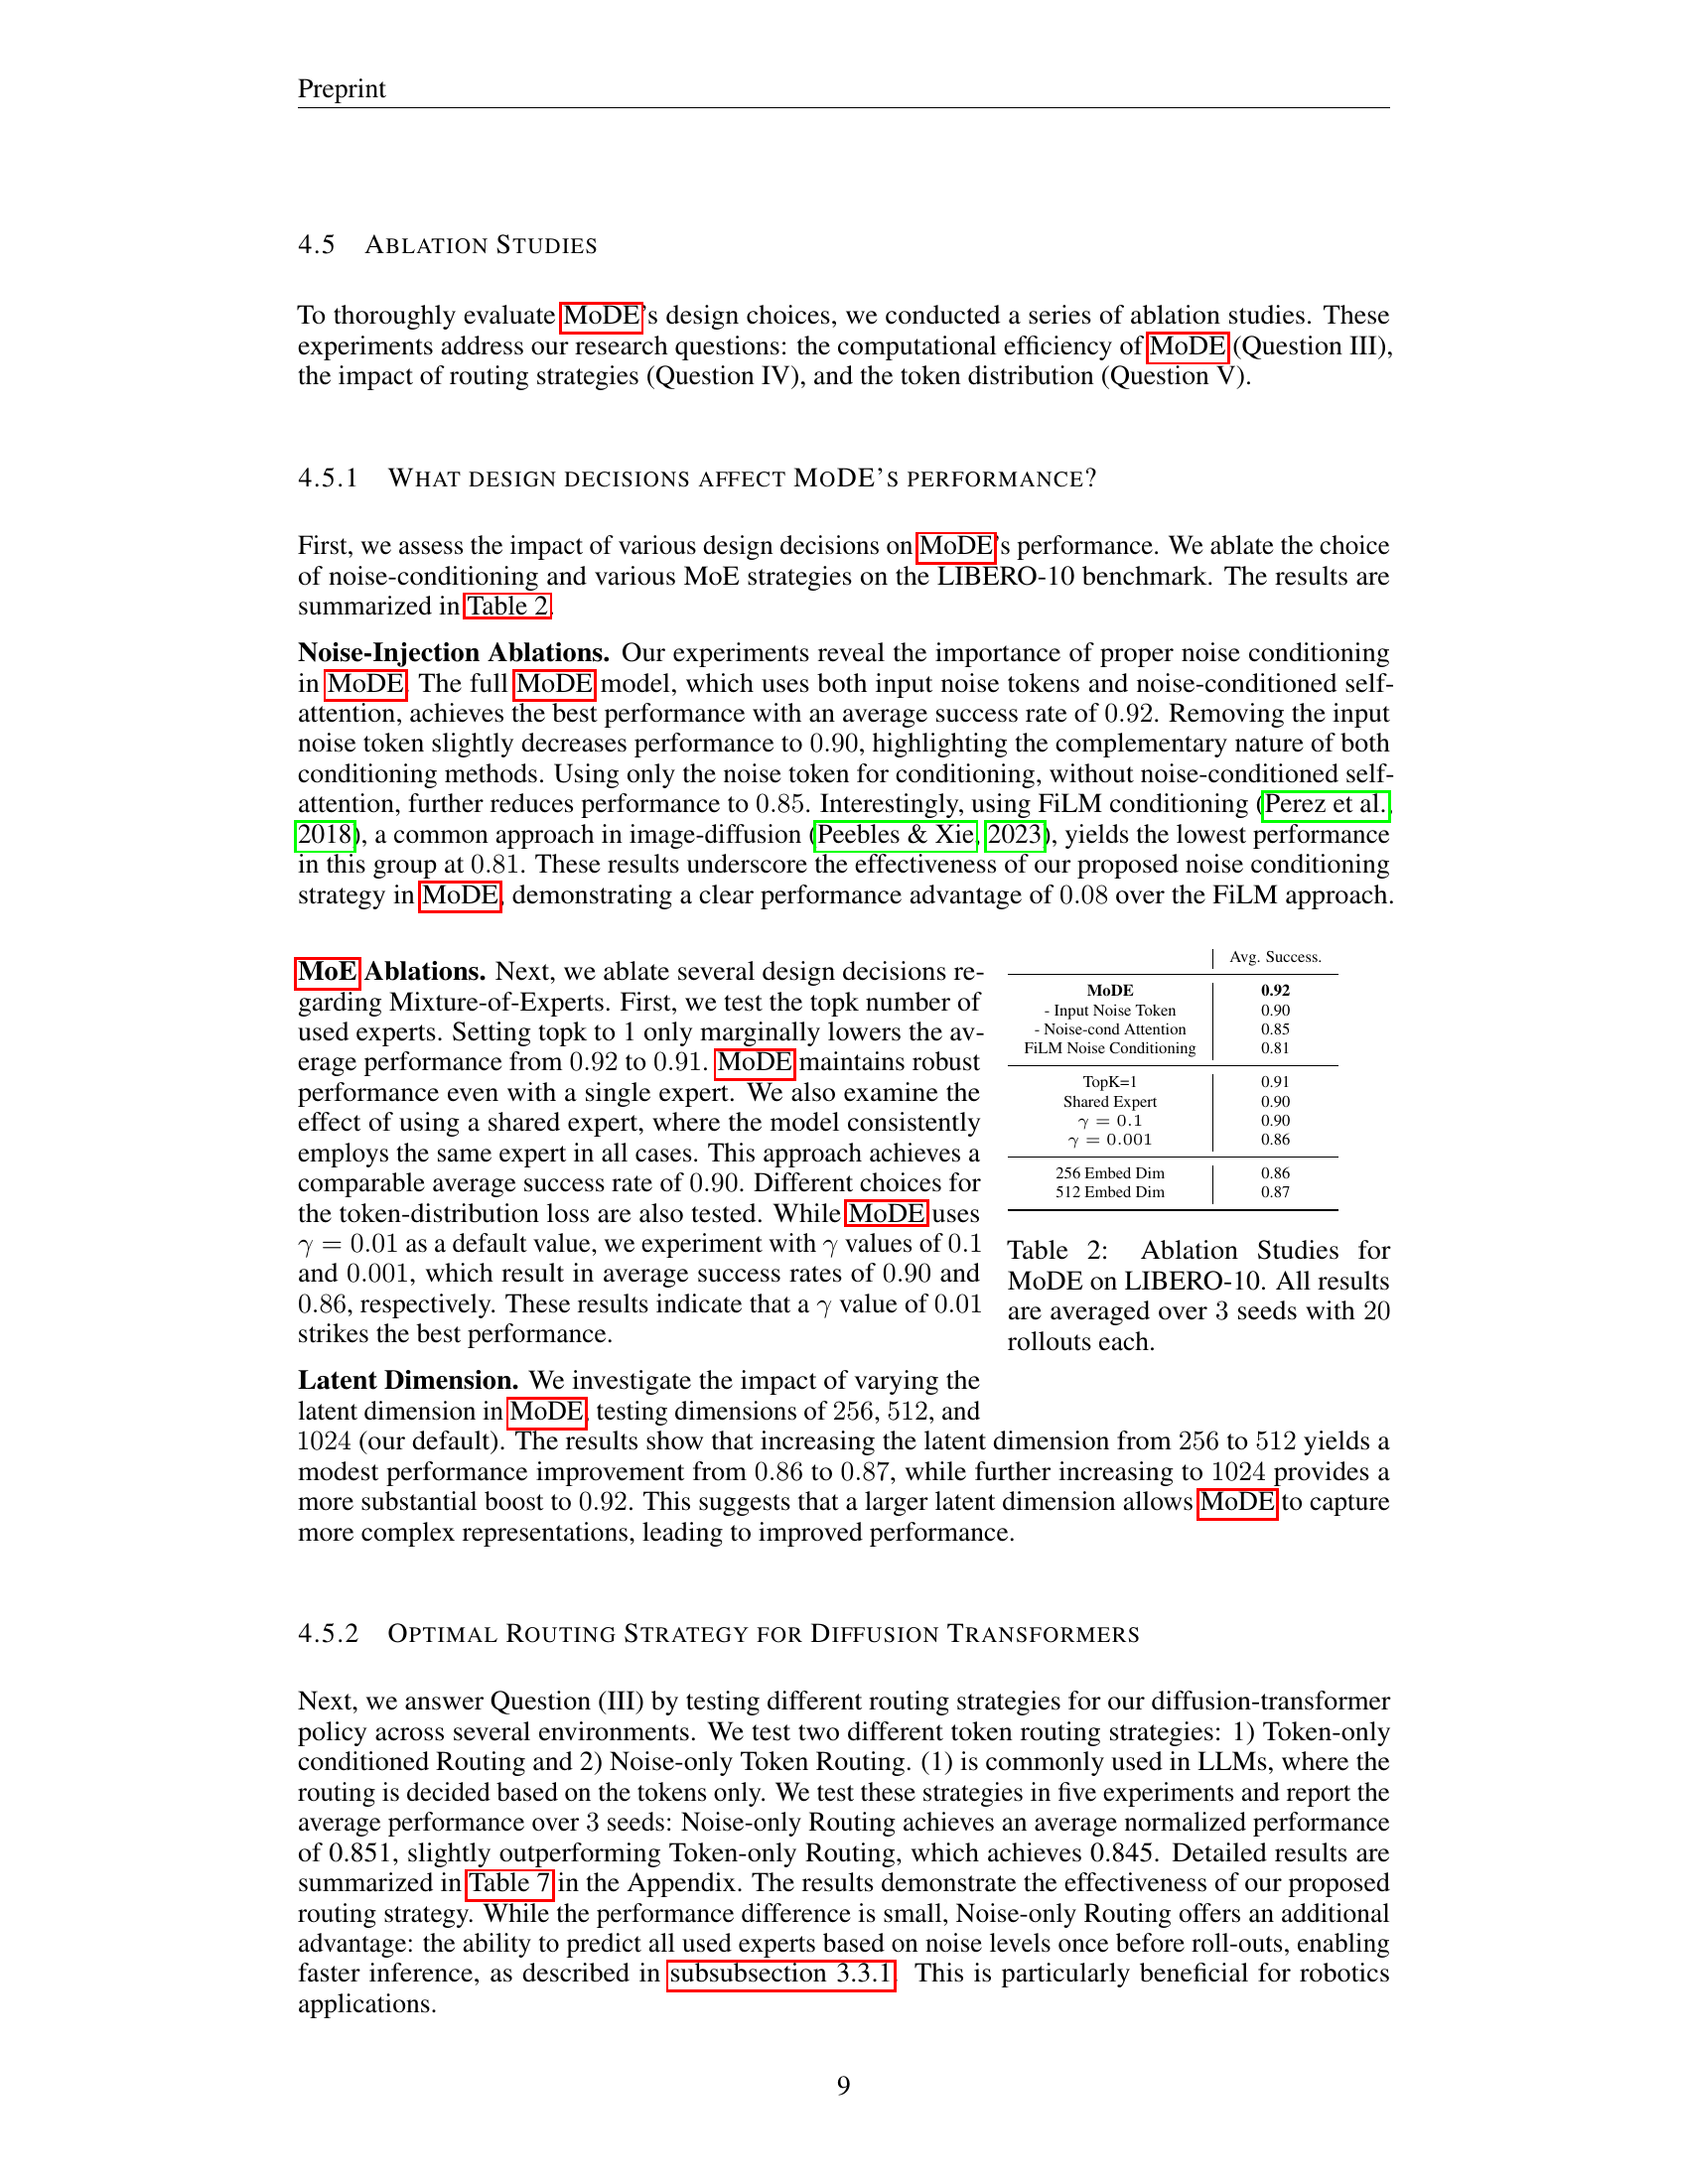 Preprint
4.5 ABLATION STUDIES
To thoroughly evaluate MoDE's design choices, we conducted a series of ablation studies. These
experiments address our research questions: the computational efficiency of MoDE (Question III),
the impact of routing strategies (Question IV), and the token distribution (Question V).
4.5.1 WHAT DESIGN DECISIONS AFFECT MODE'S PERFORMANCE?
First, we assess the impact of various design decisions on MoDE's performance. We ablate the choice
of noise-conditioning and various MoE strategies on the LIBERO-10 benchmark. The results are
summarized in Table 2.
Noise-Injection Ablations. Our experiments reveal the importance of proper noise conditioning
in MoDE. The full MoDE model, which uses both input noise tokens and noise-conditioned self-
attention, achieves the best performance with an average success rate of 0.92. Removing the input
noise token slightly decreases performance to 0.90, highlighting the complementary nature of both
conditioning methods. Using only the noise token for conditioning, without noise-conditioned self-
attention, further reduces performance to 0.85. Interestingly, using FiLM conditioning (Perez et al.,
2018), a common approach in image-diffusion (Peebles & Xie, 2023), yields the lowest performance
in this group at 0.81. These results underscore the effectiveness of our proposed noise conditioning
strategy in MoDE, demonstrating a clear performance advantage of 0.08 over the FiLM approach.
MoE Ablations. Next, we ablate several design decisions re-
garding Mixture-of-Experts. First, we test the topk number of
used experts. Setting topk to 1 only marginally lowers the av-
erage performance from 0.92 to 0.91. MoDE maintains robust
performance even with a single expert. We also examine the
effect of using a shared expert, where the model consistently
employs the same expert in all cases. This approach achieves a
comparable average success rate of 0.90. Different choices for
the token-distribution loss are also tested. While MoDE uses
γ = 0.01 as a default value, we experiment with γ values of 0.1
and 0.001, which result in average success rates of 0.90 and
0.86, respectively. These results indicate that a γ value of 0.01
strikes the best performance.
Avg. Success.
MoDE 0.92
- Input Noise Token 0.90
- Noise-cond Attention 0.85
FiLM Noise Conditioning 0.81
TopK=1 0.91
Shared Expert 0.90
γ = 0.1 0.90
γ = 0.001 0.86
256 Embed Dim 0.86
512 Embed Dim 0.87
Table 2: Ablation Studies for
MoDE on LIBERO-10. All results
are averaged over 3 seeds with 20
rollouts each.
Latent Dimension. We investigate the impact of varying the
latent dimension in MoDE, testing dimensions of 256, 512, and
1024 (our default). The results show that increasing the latent dimension from 256 to 512 yields a
modest performance improvement from 0.86 to 0.87, while further increasing to 1024 provides a
more substantial boost to 0.92. This suggests that a larger latent dimension allows MoDE to capture
more complex representations, leading to improved performance.
4.5.2 OPTIMAL ROUTING STRATEGY FOR DIFFUSION TRANSFORMERS
Next, we answer Question (III) by testing different routing strategies for our diffusion-transformer
policy across several environments. We test two different token routing strategies: 1) Token-only
conditioned Routing and 2) Noise-only Token Routing. (1) is commonly used in LLMs, where the
routing is decided based on the tokens only. We test these strategies in five experiments and report the
average performance over 3 seeds: Noise-only Routing achieves an average normalized performance
of 0.851, slightly outperforming Token-only Routing, which achieves 0.845. Detailed results are
summarized in Table 7 in the Appendix. The results demonstrate the effectiveness of our proposed
routing strategy. While the performance difference is small, Noise-only Routing offers an additional
advantage: the ability to predict all used experts based on noise levels once before roll-outs, enabling
faster inference, as described in subsubsection 3.3.1. This is particularly beneficial for robotics
applications.
9